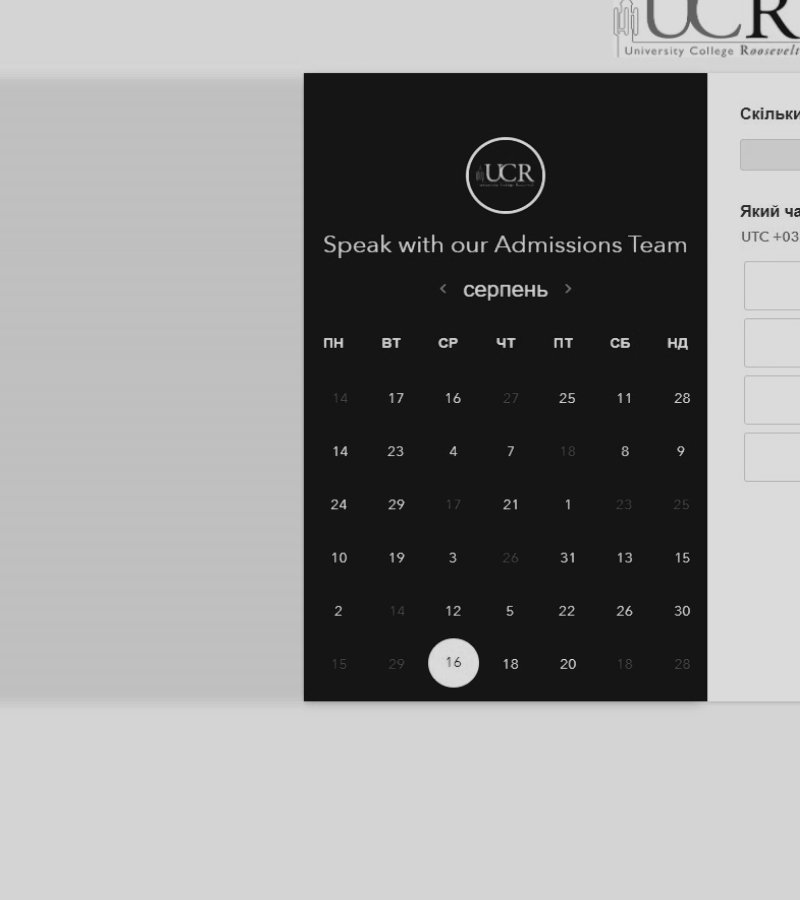 UCR
University College Roosevelt
UCR
Speak with our Admissions Team
< серпень >
ПН ВТ СР ЧТ ПТ СБ НД
14 17 16 27 25 11 28
14 23 4 7 18 8 9
24 29 17 21 1 23 25
10 19 3 26 31 13 15
2 14 12 5 22 26 30
15 29 16 18 20 18 28
Скільки
Який ча
UTC +03